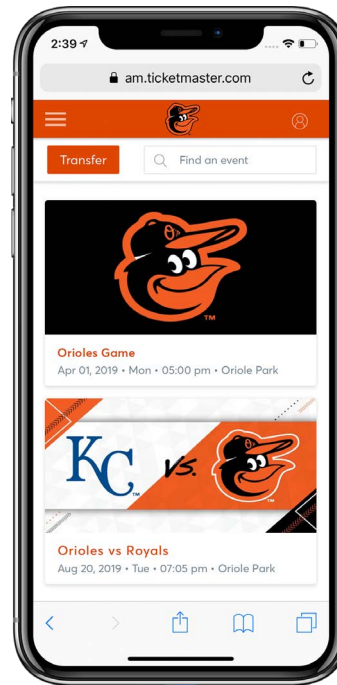 2:39
am.ticketmaster.com
Transfer
Find an event
TM
Orioles Game
Apr 01, 2019 • Mon • 05:00 pm • Oriole Park
KC VS.
TM
Orioles vs Royals
Aug 20, 2019 • Tue • 07:05 pm • Oriole Park